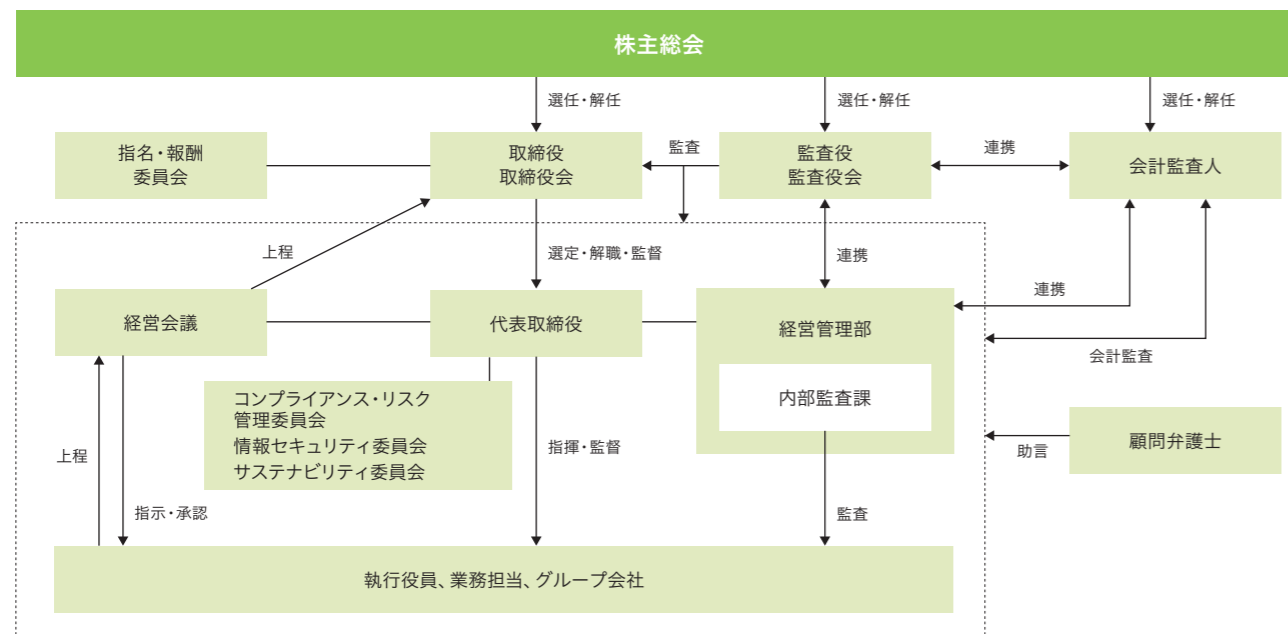 株主総会
選任・解任
選任・解任
選任・解任
指名・報酬
委員会
取締役
取締役会
監査
監査役
監査役会
連携
会計監査人
上程
選定・解職・監督
連携
経営会議
代表取締役
経営管理部
内部監査課
連携
会計監査
コンプライアンス・リスク
管理委員会
情報セキュリティ委員会
サステナビリティ委員会
上程
指示・承認
指揮・監督
監査
助言
顧問弁護士
執行役員、業務担当、グループ会社